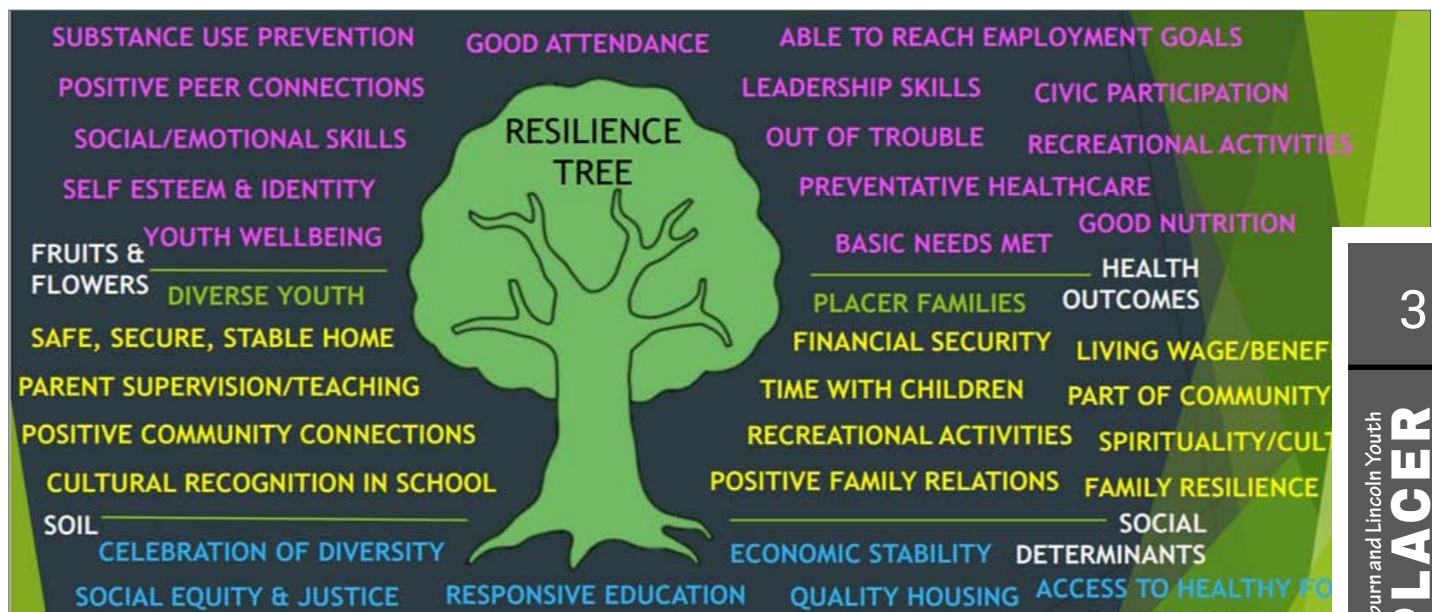 SUBSTANCE USE PREVENTION
GOOD ATTENDANCE
ABLE TO REACH EMPLOYMENT GOALS
POSITIVE PEER CONNECTIONS
LEADERSHIP SKILLS
CIVIC PARTICIPATION
SOCIAL/EMOTIONAL SKILLS
RESILIENCE
TREE
OUT OF TROUBLE
RECREATIONAL ACTIVITIES
SELF ESTEEM & IDENTITY
PREVENTATIVE HEALTHCARE
YOUTH WELLBEING
BASIC NEEDS MET
GOOD NUTRITION
FRUITS &
FLOWERS
HEALTH
OUTCOMES
DIVERSE YOUTH
PLACER FAMILIES
SAFE, SECURE, STABLE HOME
FINANCIAL SECURITY
LIVING WAGE/
PARENT SUPERVISION/TEACHING
TIME WITH CHILDREN
PART OF COMMUNITY
POSITIVE COMMUNITY CONNECTIONS
RECREATIONAL ACTIVITIES
SPIRITUALITY/
CULTURAL RECOGNITION IN SCHOOL
POSITIVE FAMILY RELATIONS
FAMILY RESILIENCE
SOIL
SOCIAL
DETERMINANTS
CELEBRATION OF DIVERSITY
ECONOMIC STABILITY
SOCIAL EQUITY & JUSTICE
RESPONSIVE EDUCATION
QUALITY HOUSING
ACCESS TO HEALTHY
3
and Lincoln Youth